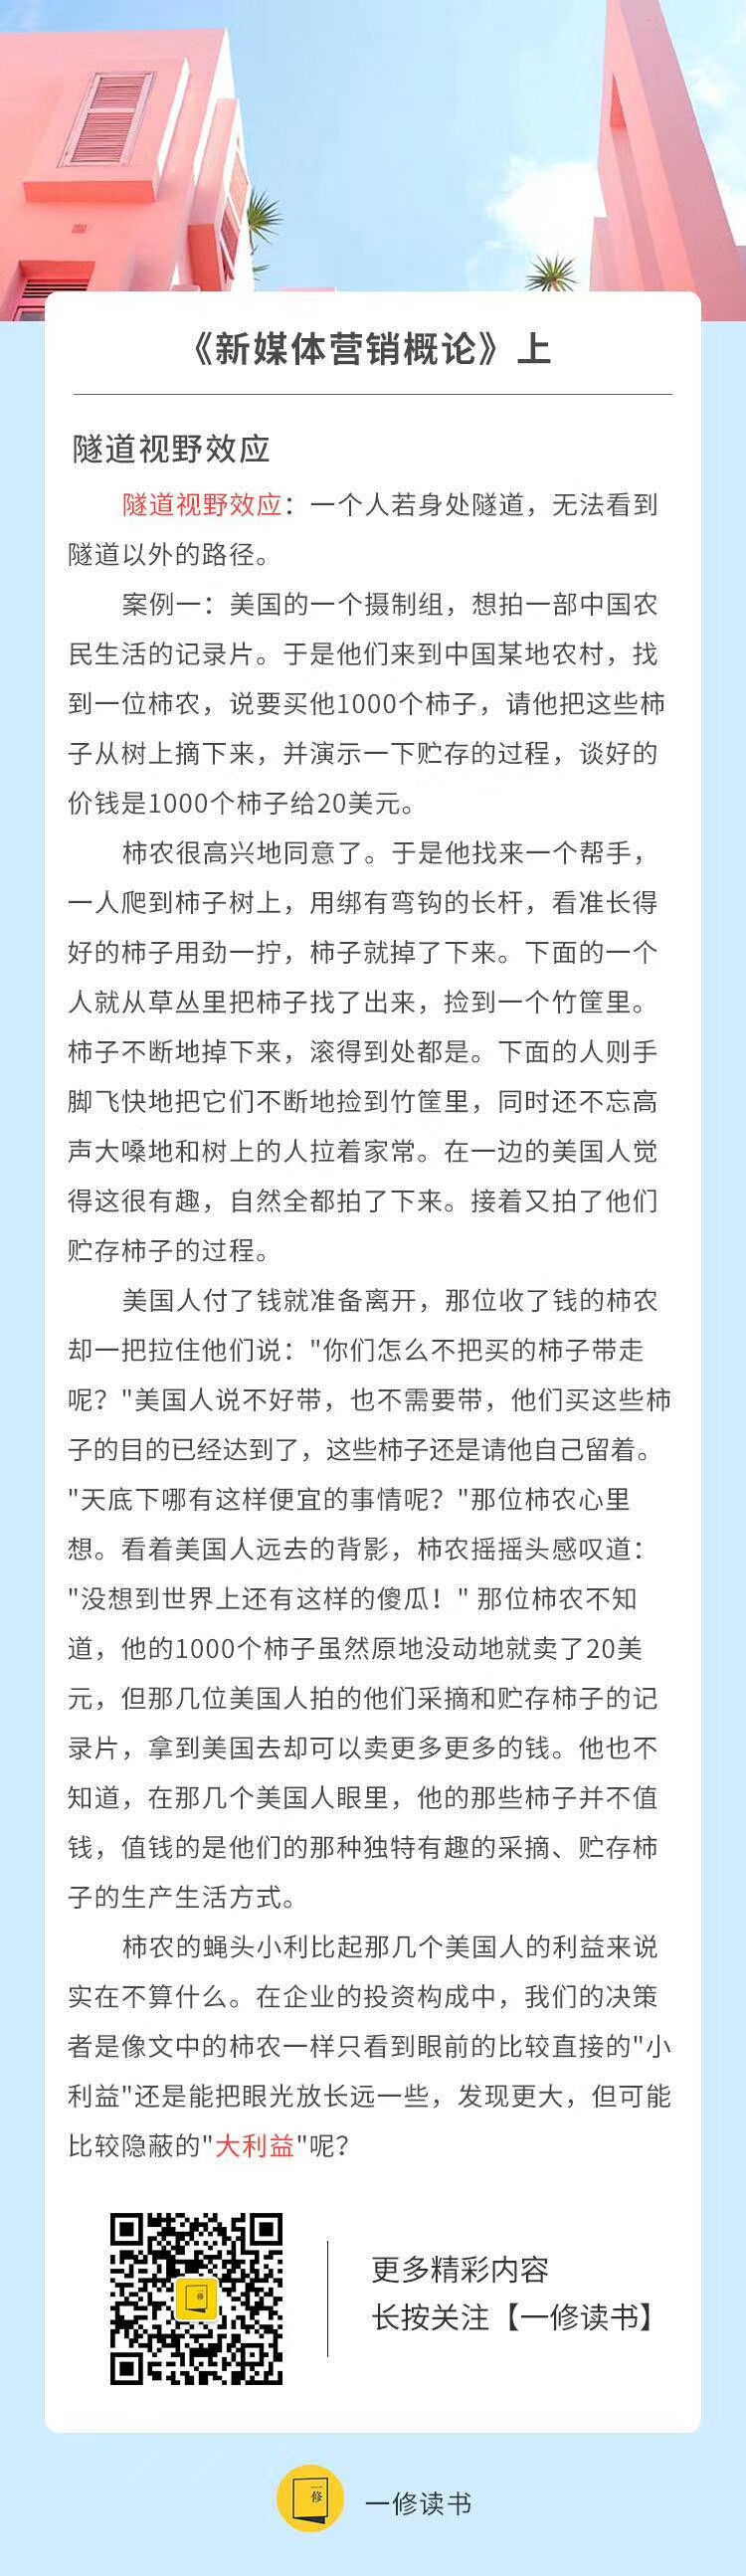 《新媒体营销概论》上
隧道视野效应
隧道视野效应：一个人若身处隧道，无法看到
隧道以外的路径。
案例一：美国的一个摄制组，想拍一部中国农
民生活的记录片。于是他们来到中国某地农村，找
到一位柿农，说要买他1000个柿子，请他把这些柿
子从树上摘下来，并演示一下贮存的过程，谈好的
价钱是1000个柿子给20美元。
柿农很高兴地同意了。于是他找来一个帮手，
一人爬到柿子树上，用绑有弯钩的长杆，看准长得
好的柿子用劲一拧，柿子就掉了下来。下面的一个
人就从草丛里把柿子找了出来，捡到一个竹筐里。
柿子不断地掉下来，滚得到处都是。下面的人则手
脚飞快地把它们不断地捡到竹筐里，同时还不忘高
声大嗓地和树上的人拉着家常。在一边的美国人觉
得这很有趣，自然全都拍了下来。接着又拍了他们
贮存柿子的过程。
美国人付了钱就准备离开，那位收了钱的柿农
却一把拉住他们说："你们怎么不把买的柿子带走
呢？"美国人说不好带，也不需要带，他们买这些柿
子的目的已经达到了，这些柿子还是请他自己留着。
"天底下哪有这样便宜的事情呢？"那位柿农心里
想。看着美国人远去的背影，柿农摇摇头感叹道：
"没想到世界上还有这样的傻瓜！" 那位柿农不知
道，他的1000个柿子虽然原地没动地就卖了20美
元，但那几位美国人拍的他们采摘和贮存柿子的记
录片，拿到美国去却可以卖更多更多的钱。他也不
知道，在那几个美国人眼里，他的那些柿子并不值
钱，值钱的是他们的那种独特有趣的采摘、贮存柿
子的生产生活方式。
柿农的蝇头小利比起那几个美国人的利益来说
实在不算什么。在企业的投资构成中，我们的决策
者是像文中的柿农一样只看到眼前的比较直接的"小
利益"还是能把眼光放长远一些，发现更大，但可能
比较隐蔽的"大利益"呢？
更多精彩内容
长按关注【一修读书】
一修
一修读书